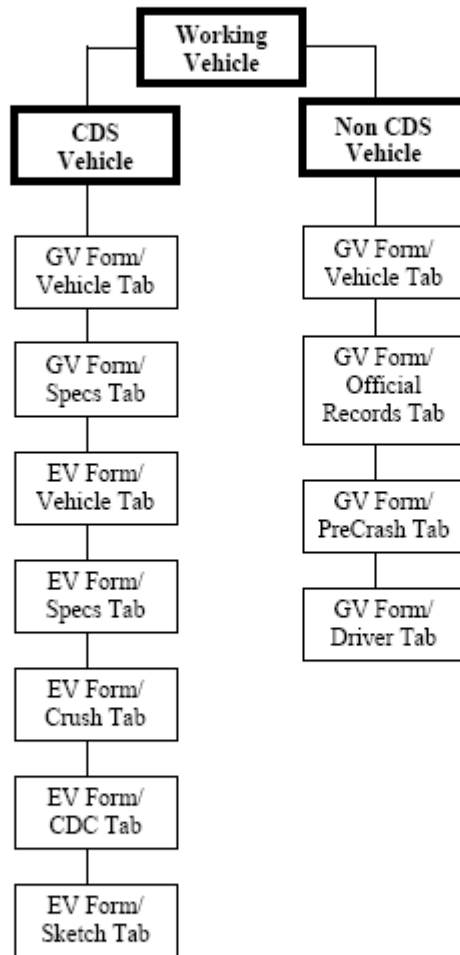 Working
Vehicle
CDS
Vehicle
Non CDS
Vehicle
GV Form/
Vehicle Tab
GV Form/
Specs Tab
EV Form/
Vehicle Tab
EV Form/
Specs Tab
EV Form/
Crush Tab
EV Form/
CDC Tab
EV Form/
Sketch Tab
GV Form/
Vehicle Tab
GV Form/
Official
Records Tab
GV Form/
PreCrash Tab
GV Form/
Driver Tab